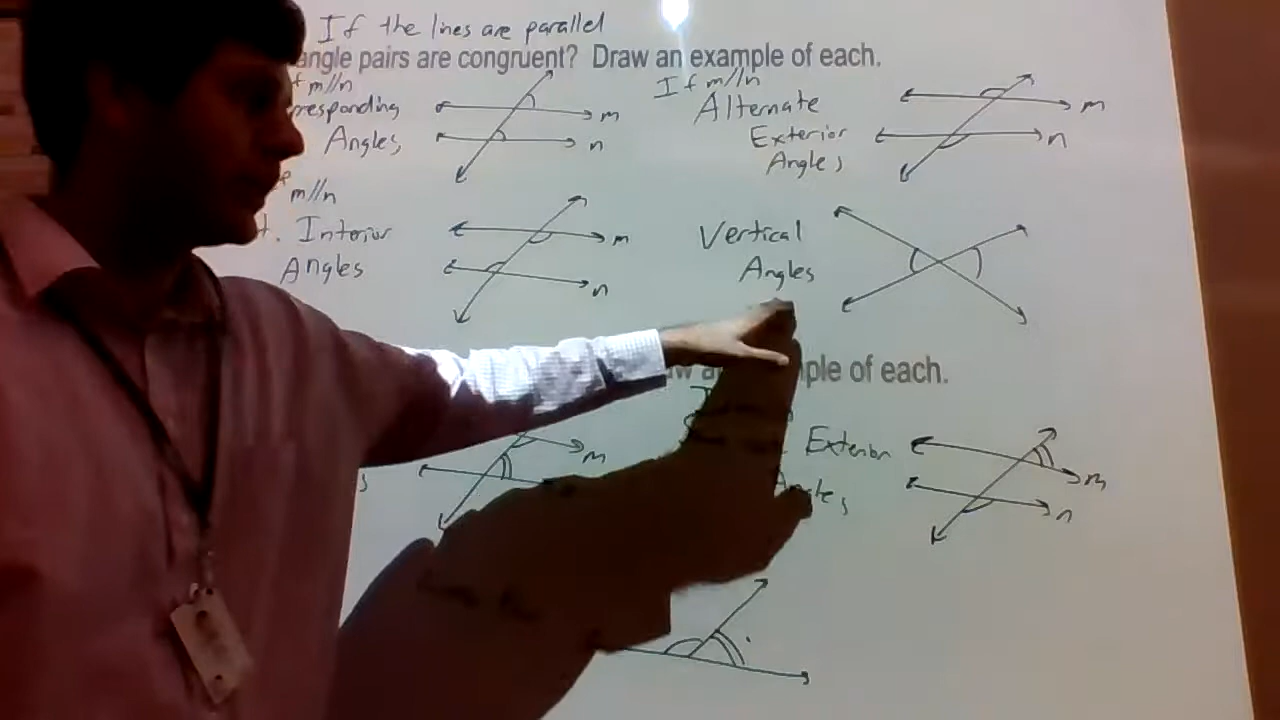 If the lines are parallel
angle pairs are congruent? Draw an example of each.
m//n
responding
Angles
m
n
If m//n
Alternate
Exterior
Angles
m
n
m//n
t. Interior
Angles
m
n
Vertical
Angles
ple of each.
m
s
Exterior
Angles
m
n